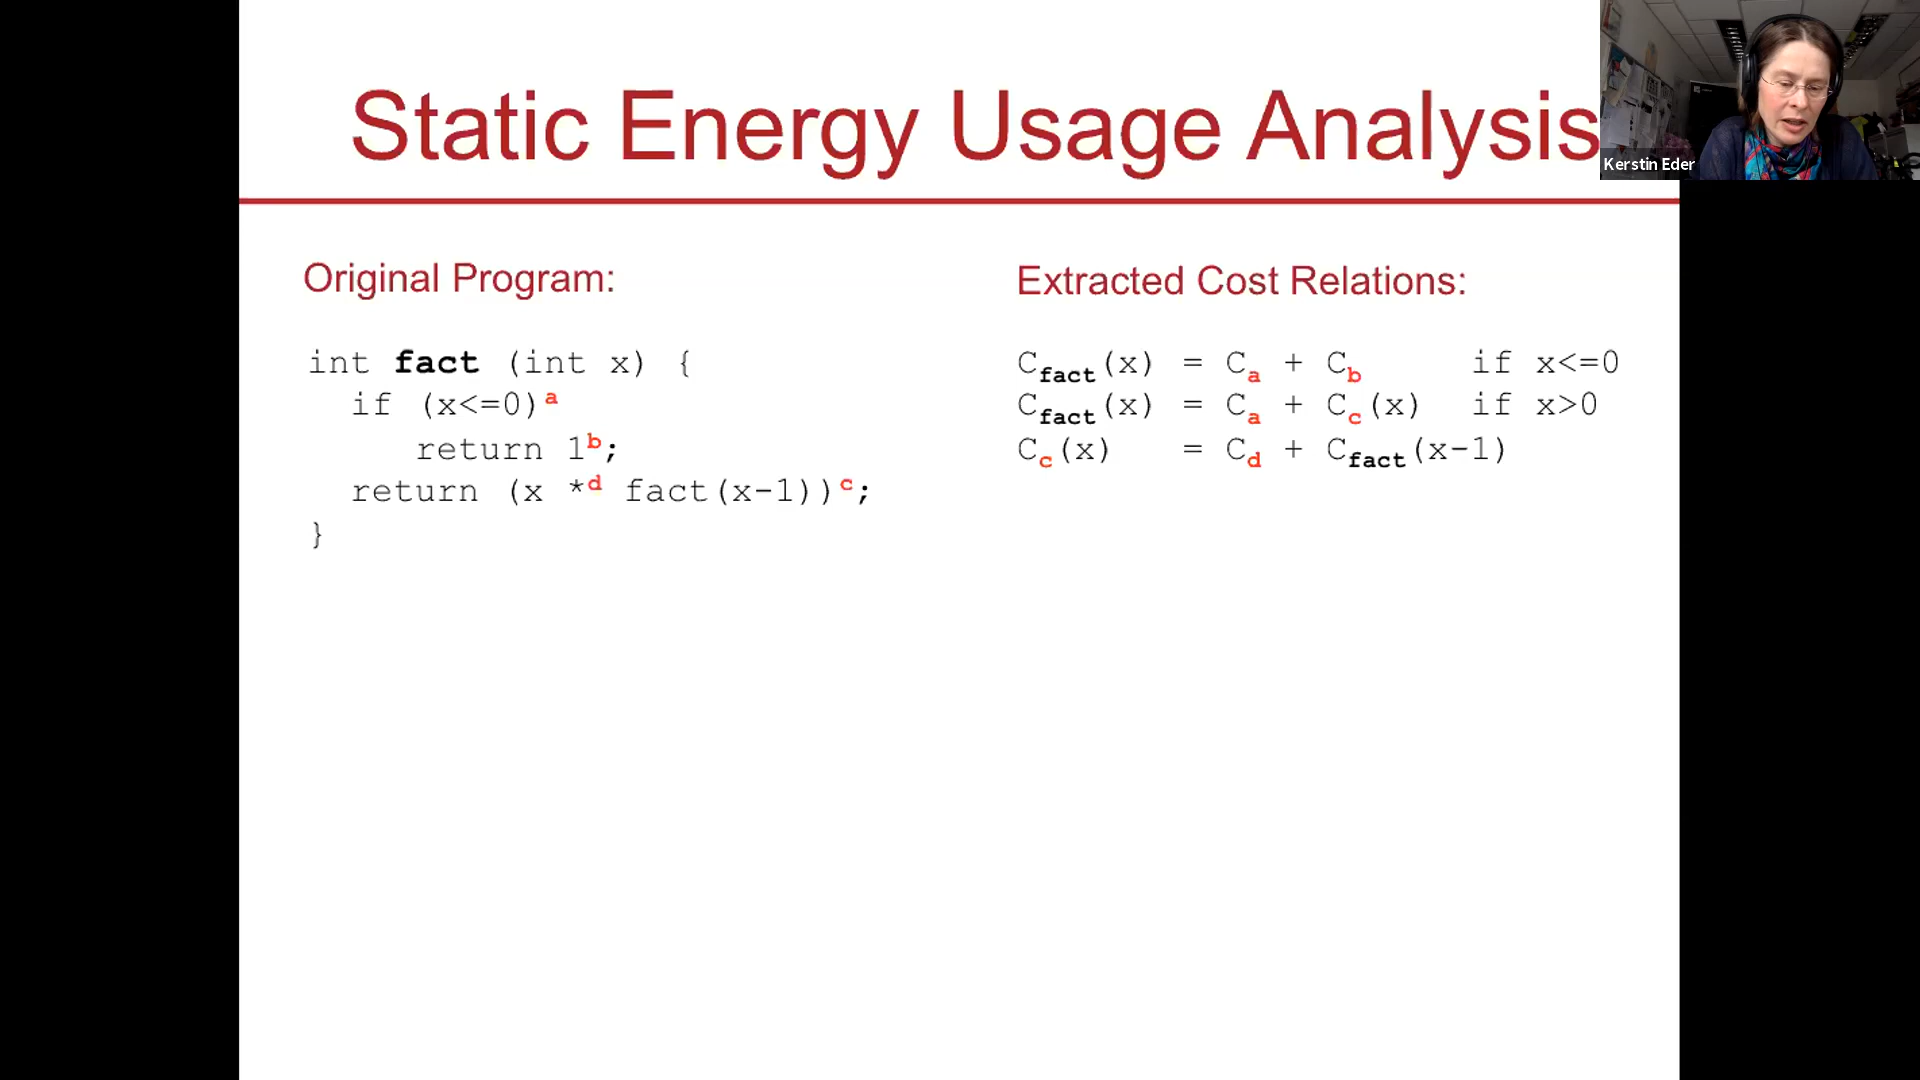 Static Energy Usage Analysis
Kerstin Eder
Original Program:
int fact (int x) {
if (x<=0)a
return 1b;
return (x *d fact(x-1))c;
}
Extracted Cost Relations:
Cfact(x) = Ca + Cb if x<=0
Cfact(x) = Ca + Cc(x) if x>0
Cc(x) = Cd + Cfact(x-1)